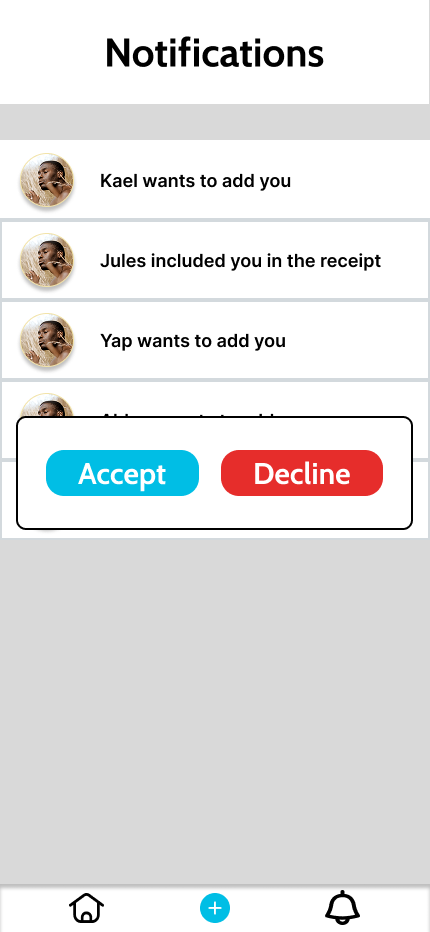 Notifications
Kael wants to add you
Jules included you in the receipt
Yap wants to add you
Accept Decline